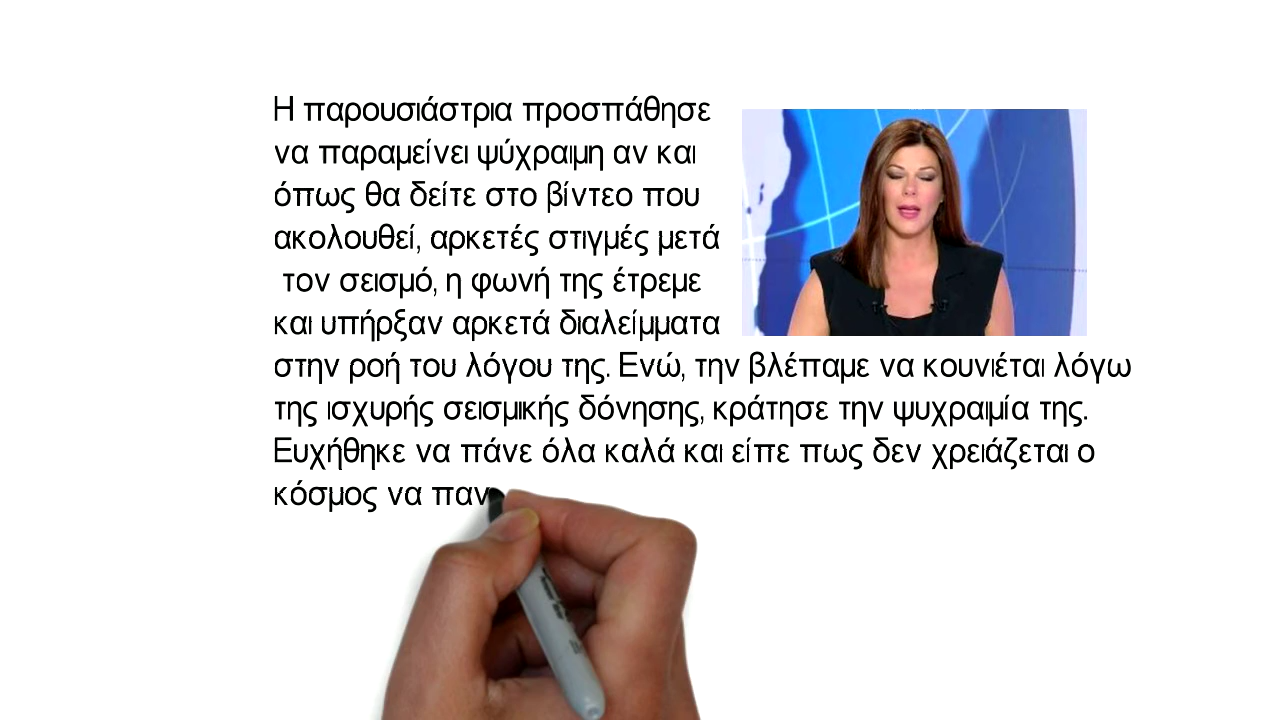 Η παρουσιάστρια προσπάθησε
να παραμείνει ψύχραιμη αν και
όπως θα δείτε στο βίντεο που
ακολουθεί, αρκετές στιγμές μετά
τον σεισμό, η φωνή της έτρεμε
και υπήρξαν αρκετά διαλείμματα
στην ροή του λόγου της. Ενώ, την βλέπαμε να κουνιέται λόγω
της ισχυρής σεισμικής δόνησης, κράτησε την ψυχραιμία της.
Ευχήθηκε να πάνε όλα καλά και είπε πως δεν χρειάζεται ο
κόσμος να παν